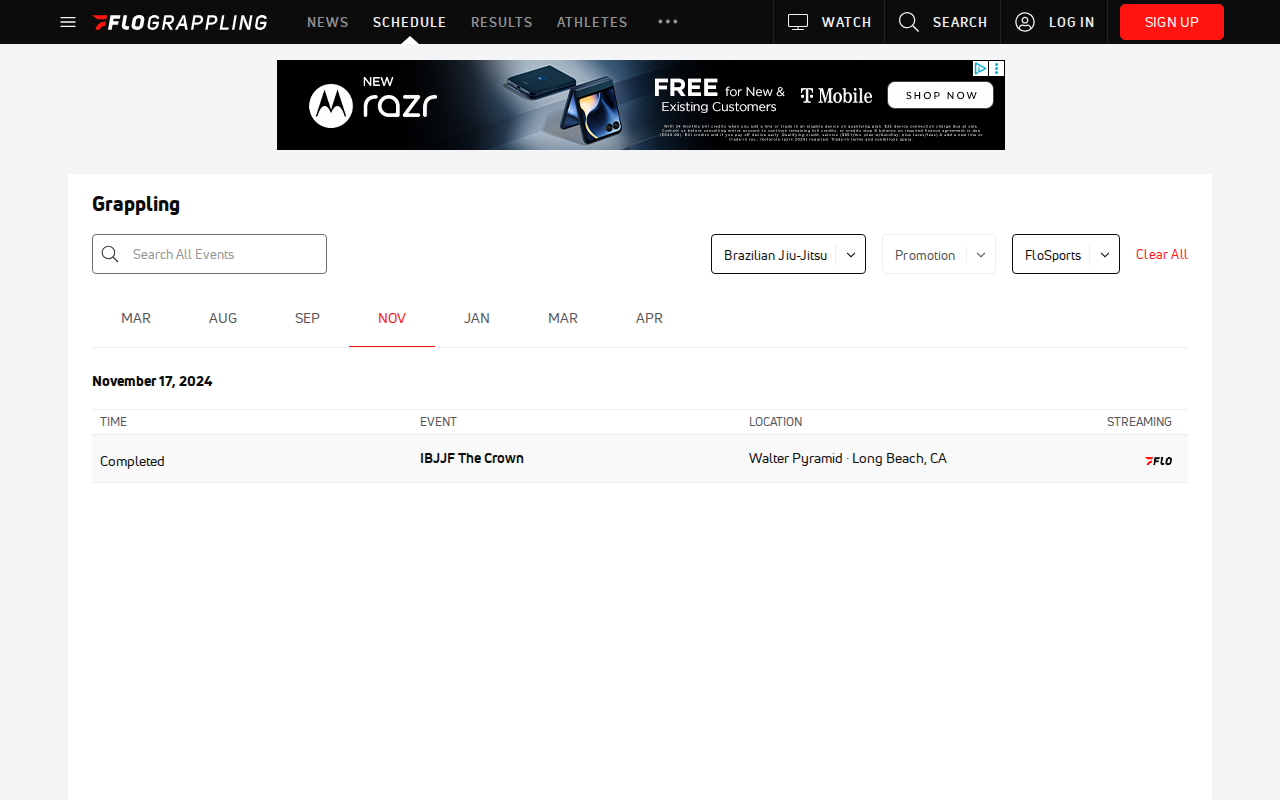 FLOGRAPPLING NEWS SCHEDULE RESULTS ATHLETES ••• WATCH SEARCH LOG IN SIGN UP
NEW
razr
FREE for New &
Existing Customers
T Mobile
SHOP NOW
Grappling
Search All Events
Brazilian Jiu-Jitsu
Promotion
FloSports
Clear All
MAR AUG SEP NOV JAN MAR APR
November 17, 2024
TIME EVENT LOCATION STREAMING
Completed IBJJF The Crown Walter Pyramid · Long Beach, CA FLO